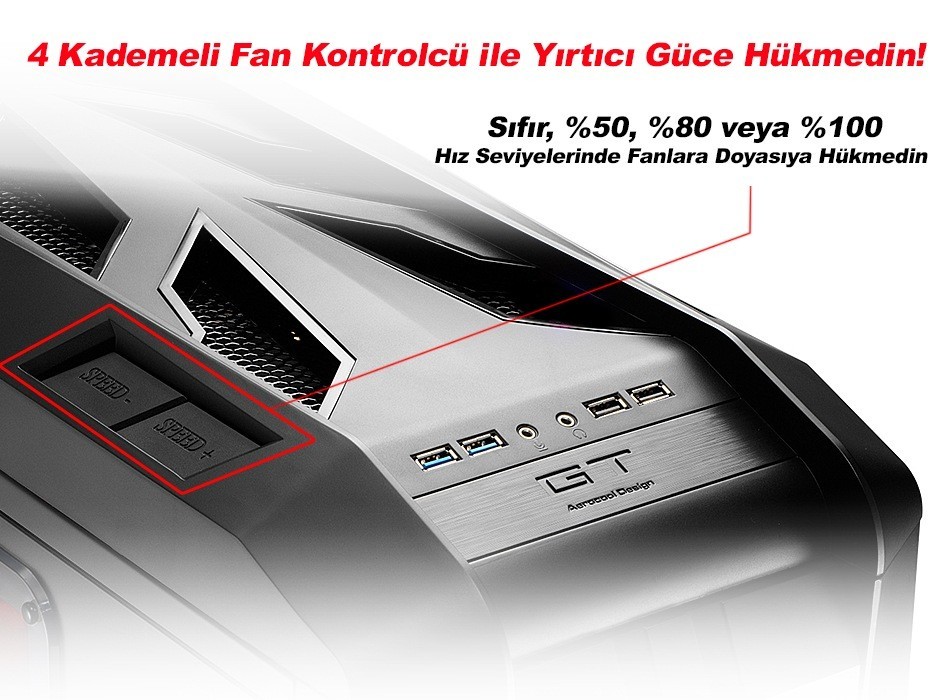 4 Kademeli Fan Kontrolcü ile Yırtıcı Güce Hükmedin!
Sıfır, %50, %80 veya %100
Hız Seviyelerinde Fanlara Doyasıya Hükmedin
SPEED -
SPEED +
GT
Aerocool Design